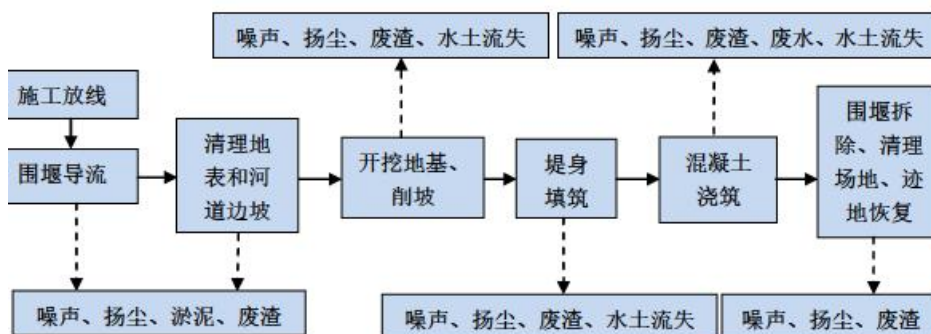 噪声、扬尘、废渣、水土流失
噪声、扬尘、废渣、废水、水土流失
施工放线
围堰导流
清理地
表和河
道边坡
开挖地基、
削坡
堤身
填筑
混凝土
浇筑
围堰拆
除、清理
场地、迹
地恢复
噪声、扬尘、淤泥、废渣
噪声、扬尘、废渣、水土流失
噪声、扬尘、废渣